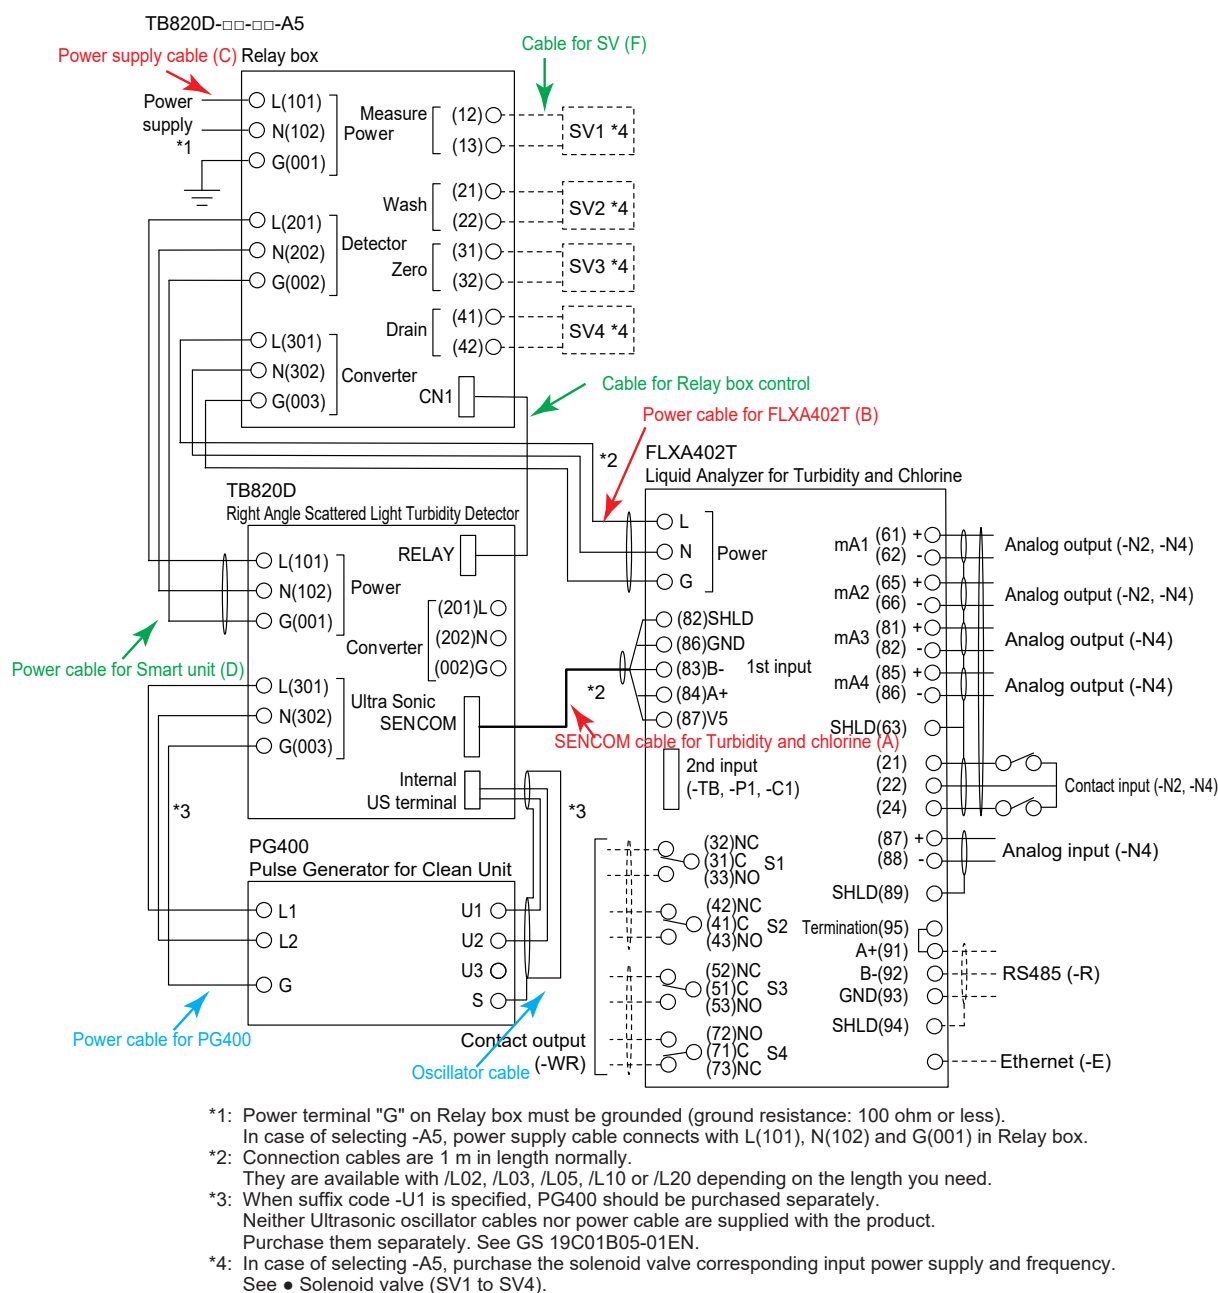 TB820D-□□-□□-A5
Power supply cable (C)
Relay box
Cable for SV (F)
Power
supply
*1
L(101)
N(102)
G(001)
Power
Measure
(12)
(13)
SV1 *4
Wash
(21)
(22)
SV2 *4
L(201)
N(202)
G(002)
Detector
Zero
(31)
(32)
SV3 *4
Drain
(41)
(42)
SV4 *4
L(301)
N(302)
G(003)
Converter
CN1
Cable for Relay box control
Power cable for FLXA402T (B)
*2
FLXA402T
Liquid Analyzer for Turbidity and Chlorine
TB820D
Right Angle Scattered Light Turbidity Detector
RELAY
L(101)
N(102)
G(001)
Power
(201)L
(202)N
(002)G
Converter
Power cable for Smart unit (D)
L(301)
N(302)
G(003)
Ultra Sonic
SENCOM
Internal
US terminal
*3
*3
*2
SENCOM cable for Turbidity and chlorine (A)
L
N
G
Power
(82)SHLD
(86)GND
(83)B-
(84)A+
(87)V5
1st input
2nd input
(-TB, -P1, -C1)
mA1
(61) +
(62) -
Analog output (-N2, -N4)
mA2
(65) +
(66) -
Analog output (-N2, -N4)
mA3
(81) +
(82) -
Analog output (-N4)
mA4
(85) +
(86) -
Analog output (-N4)
SHLD(63)
(21)
(22)
(24)
Contact input (-N2, -N4)
(87) +
(88) -
Analog input (-N4)
SHLD(89)
Termination(95)
A+(91)
B-(92)
GND(93)
SHLD(94)
RS485 (-R)
Ethernet (-E)
(32)NC
(31)C
(33)NO
S1
(42)NC
(41)C
(43)NO
S2
(52)NC
(51)C
(53)NO
S3
(72)NO
(71)C
(73)NC
S4
Contact output
(-WR)
PG400
Pulse Generator for Clean Unit
L1
L2
G
U1
U2
U3
S
Power cable for PG400
Oscillator cable
*1: Power terminal "G" on Relay box must be grounded (ground resistance: 100 ohm or less).
In case of selecting -A5, power supply cable connects with L(101), N(102) and G(001) in Relay box.
*2: Connection cables are 1 m in length normally.
They are available with /L02, /L03, /L05, /L10 or /L20 depending on the length you need.
*3: When suffix code -U1 is specified, PG400 should be purchased separately.
Neither Ultrasonic oscillator cables nor power cable are supplied with the product.
Purchase them separately. See GS 19C01B05-01EN.
*4: In case of selecting -A5, purchase the solenoid valve corresponding input power supply and frequency.
See ● Solenoid valve (SV1 to SV4).